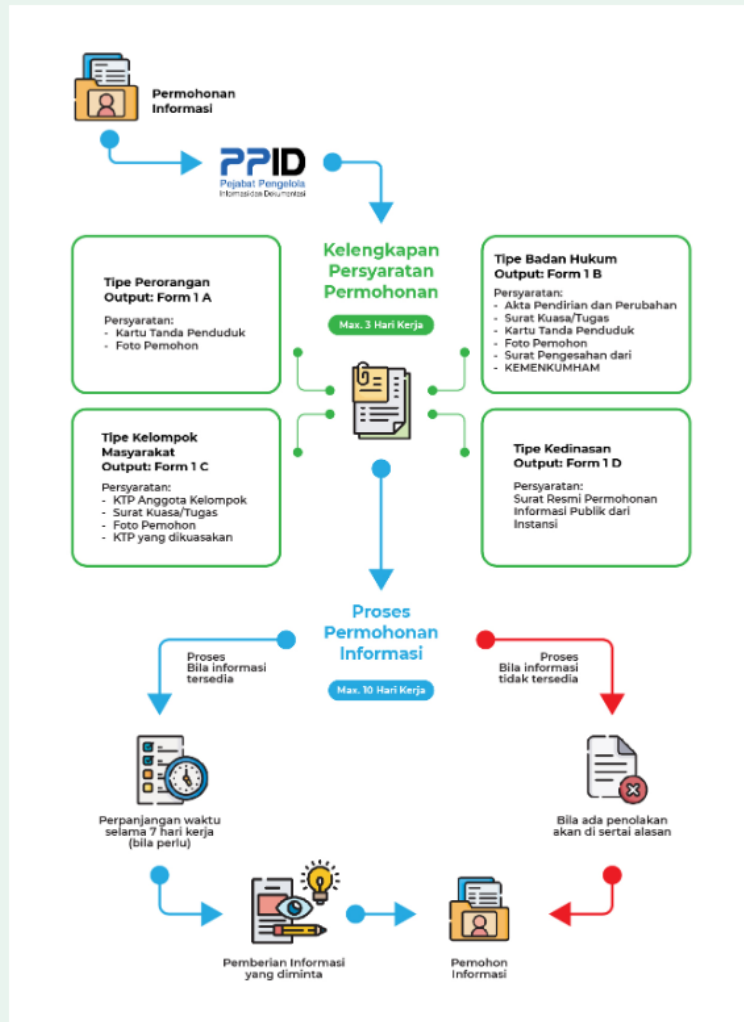 Permohonan
Informasi
PPID
Pejabat Pengelola
Informasi dan Dokumentasi
Kelengkapan
Persyaratan
Permohonan
Max. 3 Hari Kerja
Tipe Perorangan
Output: Form 1 A
Persyaratan:
- Kartu Tanda Penduduk
- Foto Pemohon
Tipe Badan Hukum
Output: Form 1 B
Persyaratan:
- Akta Pendirian dan Perubahan
- Surat Kuasa/Tugas
- Kartu Tanda Penduduk
- Foto Pemohon
- Surat Pengesahan dari
- KEMENKUMHAM
Tipe Kelompok
Masyarakat
Output: Form 1 C
Persyaratan:
- KTP Anggota Kelompok
- Surat Kuasa/Tugas
- Foto Pemohon
- KTP yang dikuasakan
Tipe Kedinasan
Output: Form 1 D
Persyaratan:
Surat Resmi Permohonan
Informasi Publik dari
Instansi
Proses
Permohonan
Informasi
Max. 10 Hari Kerja
Proses
Bila informasi
tersedia
Proses
Bila informasi
tidak tersedia
Perpanjangan waktu
selama 7 hari kerja
(bila perlu)
Bila ada penolakan
akan di sertai alasan
Pemberian Informasi
yang diminta
Pemohon
Informasi